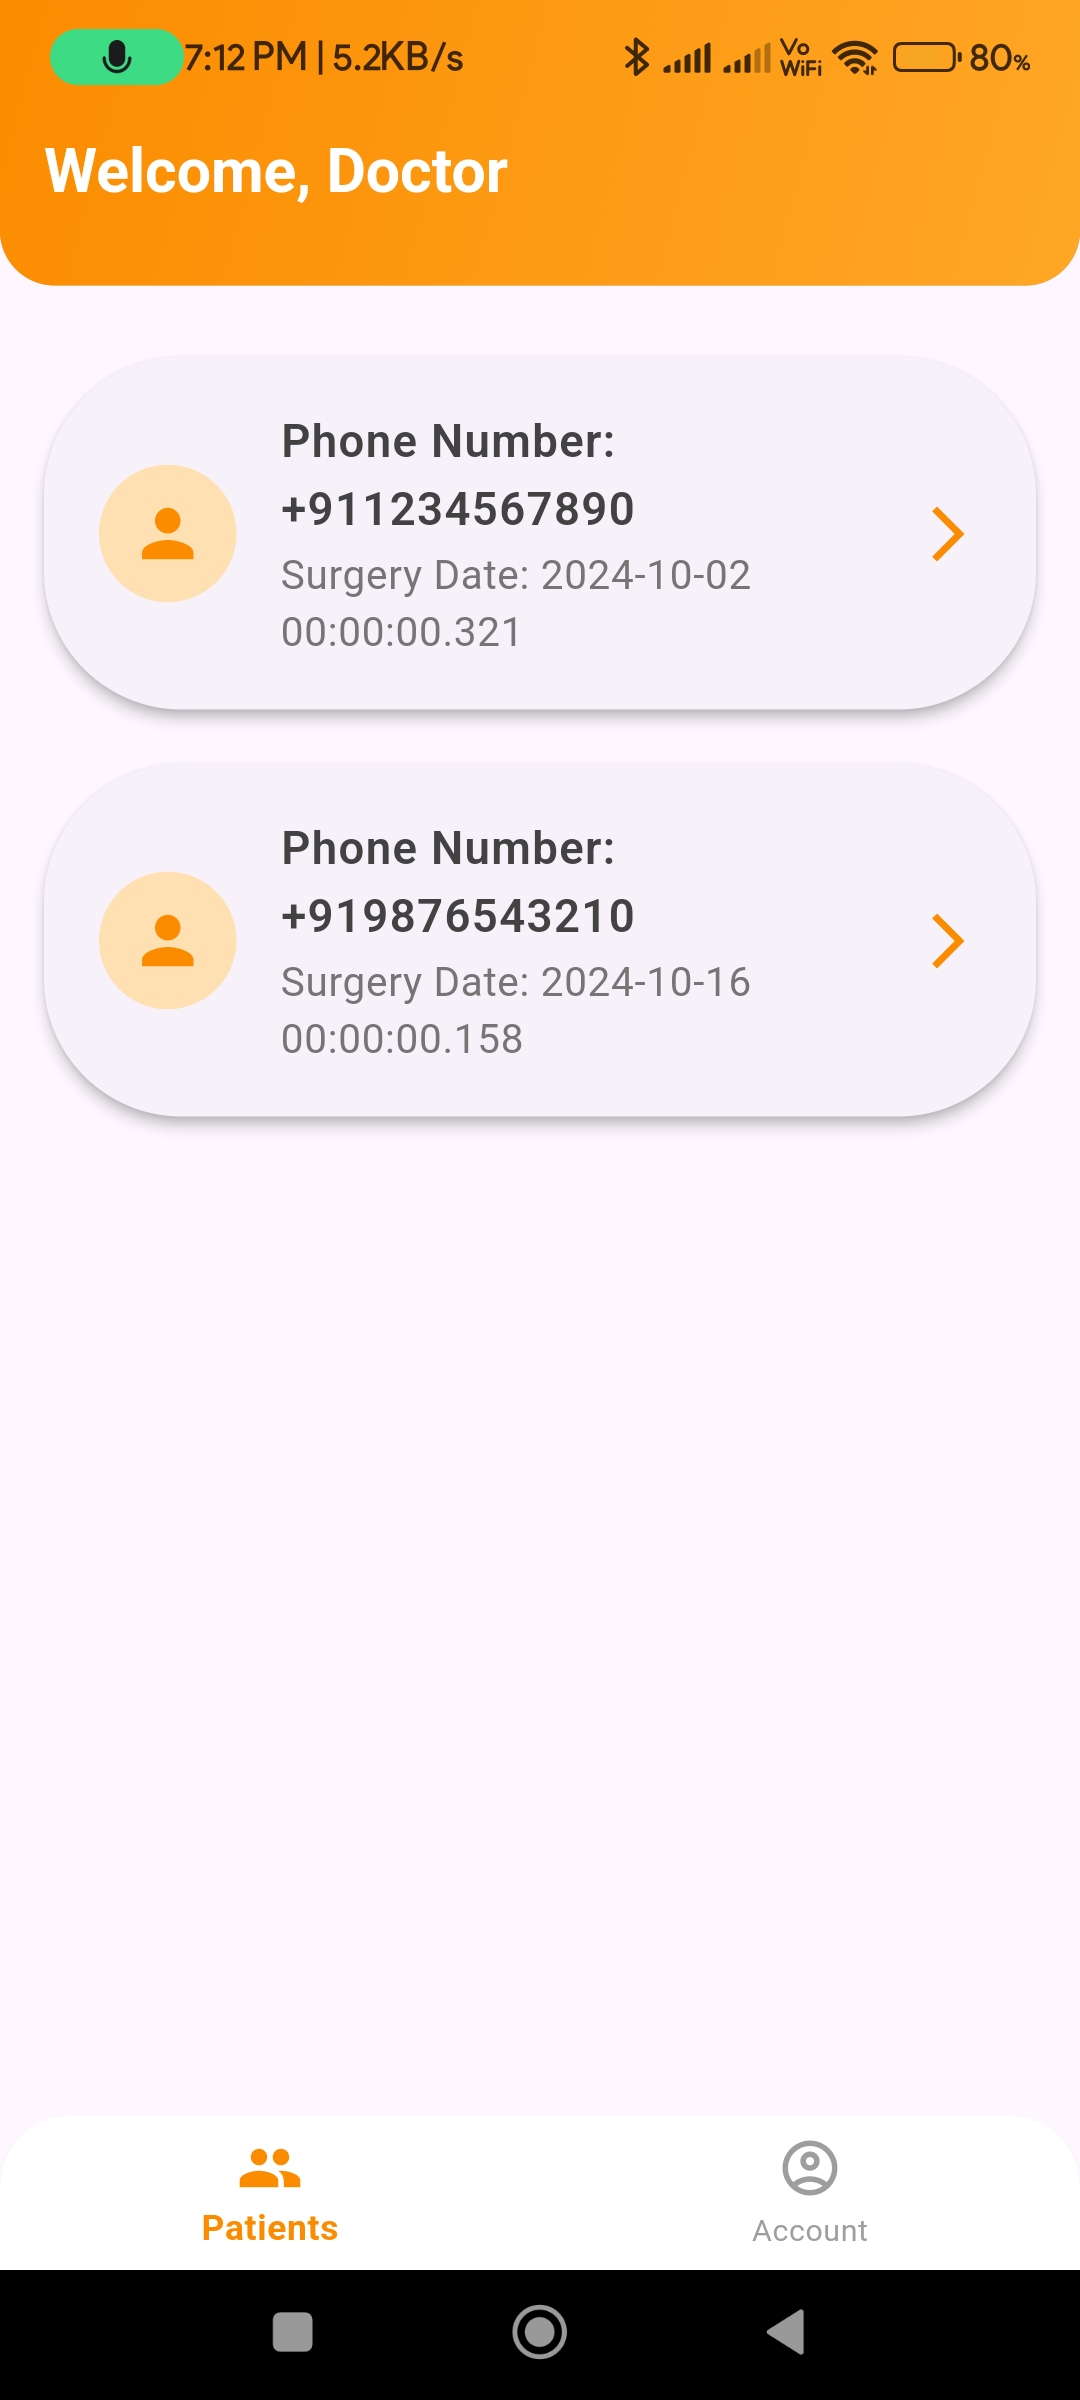 7:12 PM | 5.2KB/s Vo WiFi 80%
Welcome, Doctor
Phone Number:
+911234567890
Surgery Date: 2024-10-02
00:00:00.321
Phone Number:
+919876543210
Surgery Date: 2024-10-16
00:00:00.158
Patients Account